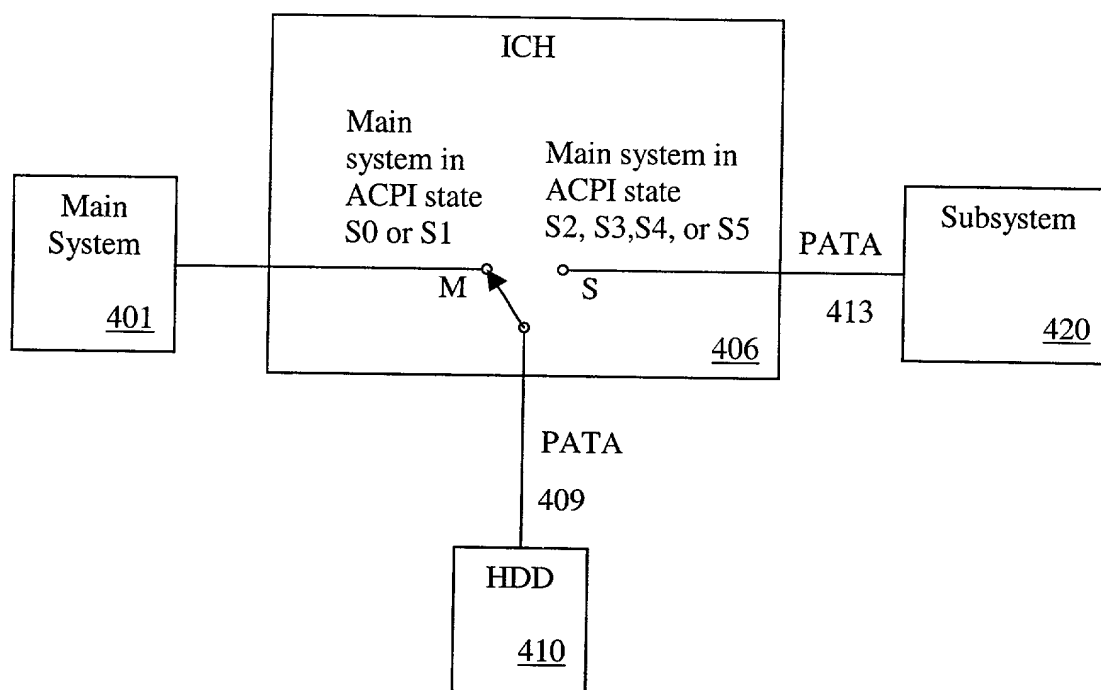 ICH
Main
system in
ACPI state
S0 or S1
Main system in
ACPI state
S2, S3,S4, or S5
Main
System
401
M
S
406
PATA
413
Subsystem
420
PATA
409
HDD
410